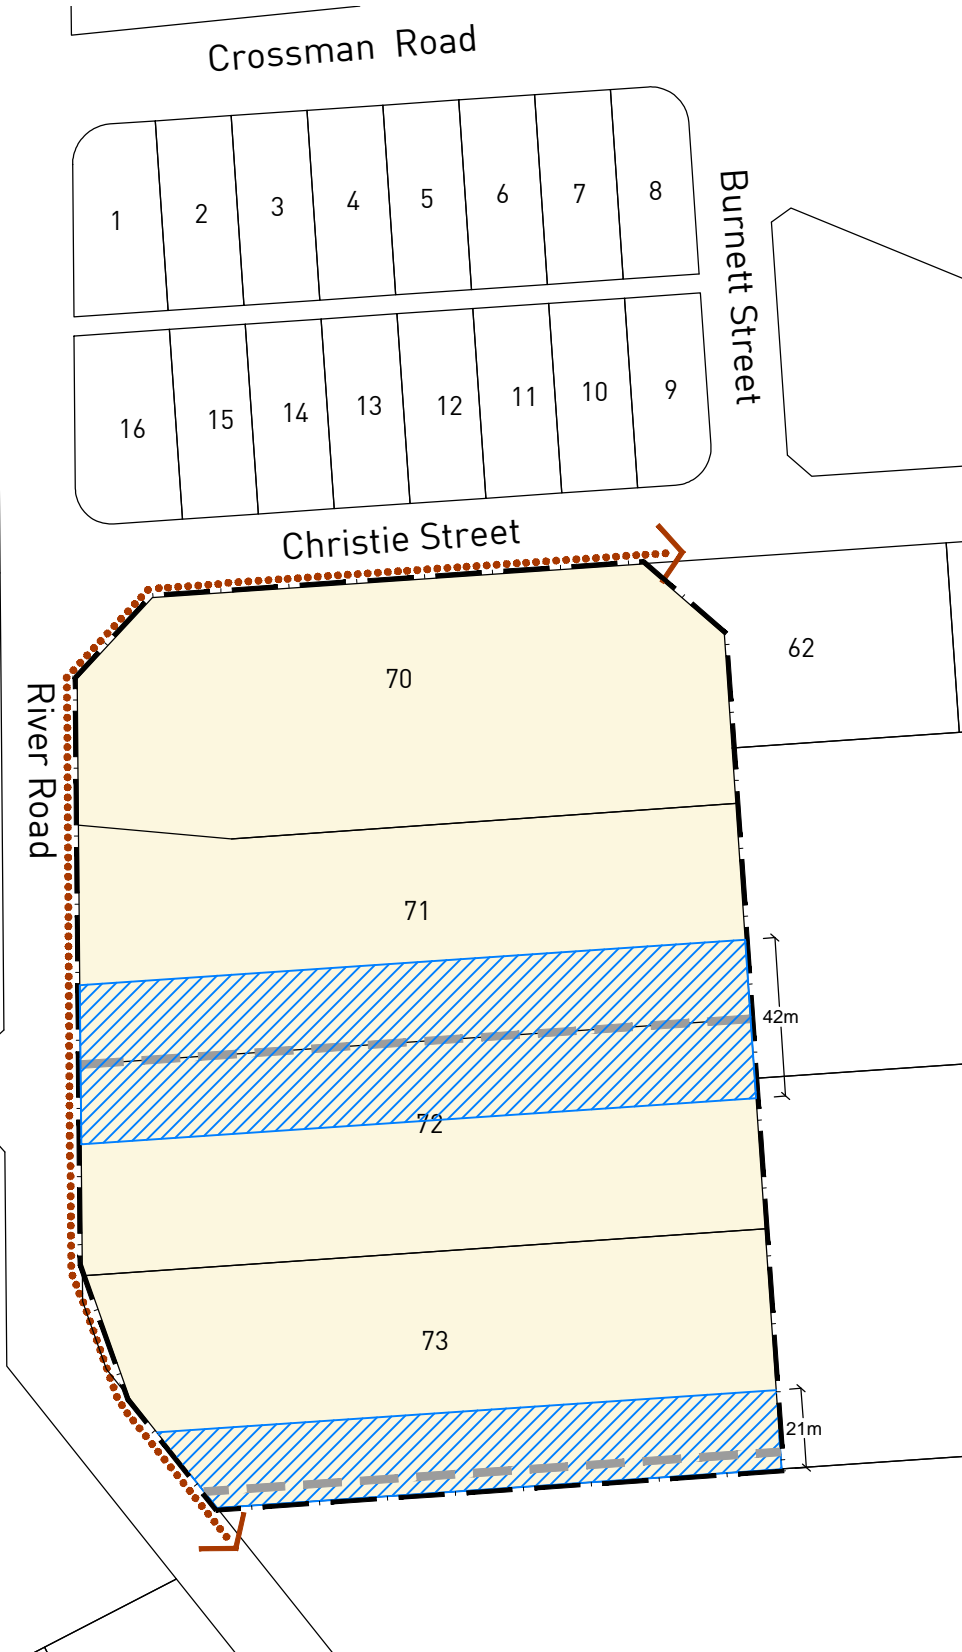 Crossman Road
1 2 3 4 5 6 7 8
Burnett Street
16 15 14 13 12 11 10 9
Christie Street
62
70
River Road
71
42m
72
73
21m